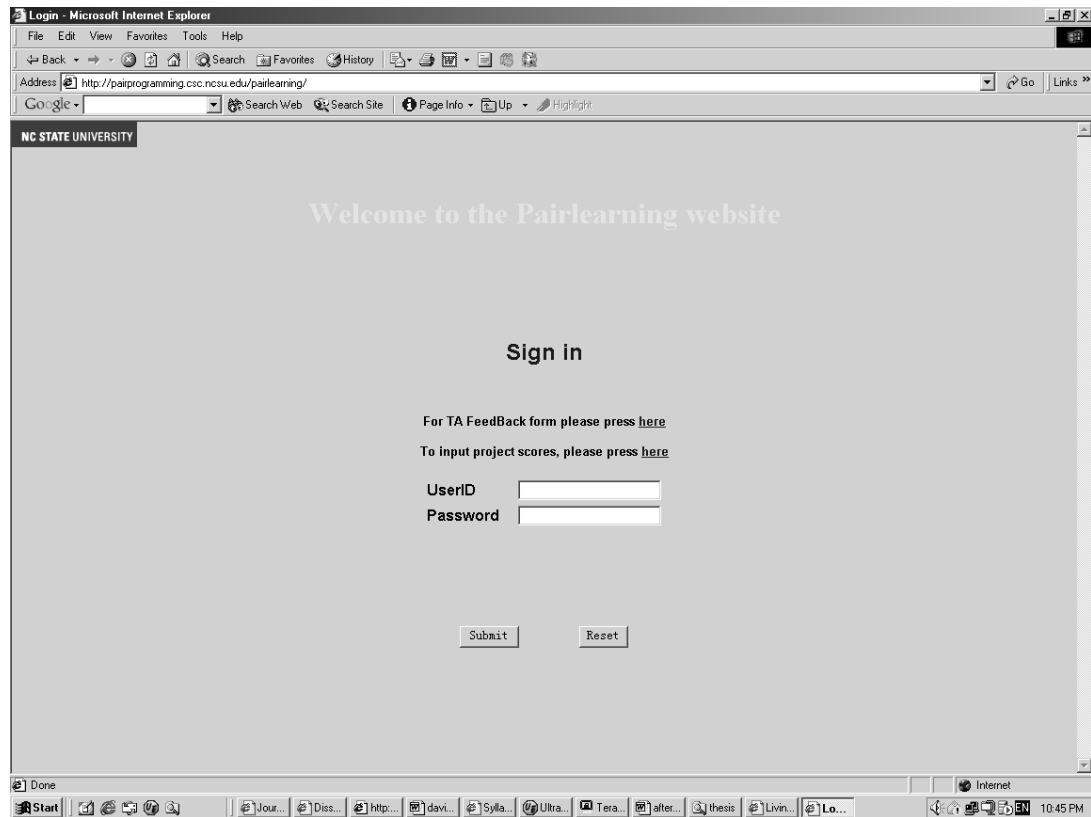 Login - Microsoft Internet Explorer
File Edit View Favorites Tools Help
Back Search Favorites History
Address http://pairprogramming.csc.ncsu.edu/pairlearning/ Go Links »
Google Search Web Search Site Page Info Up Highlight
NC STATE UNIVERSITY
Welcome to the Pairlearning website
Sign in
For TA FeedBack form please press here
To input project scores, please press here
UserID
Password
Submit Reset
Done Internet
Start Jour... Diss... http:... davi... Sylla... Ultra... Tera... after... thesis Livin... Lo... EN 10:45 PM